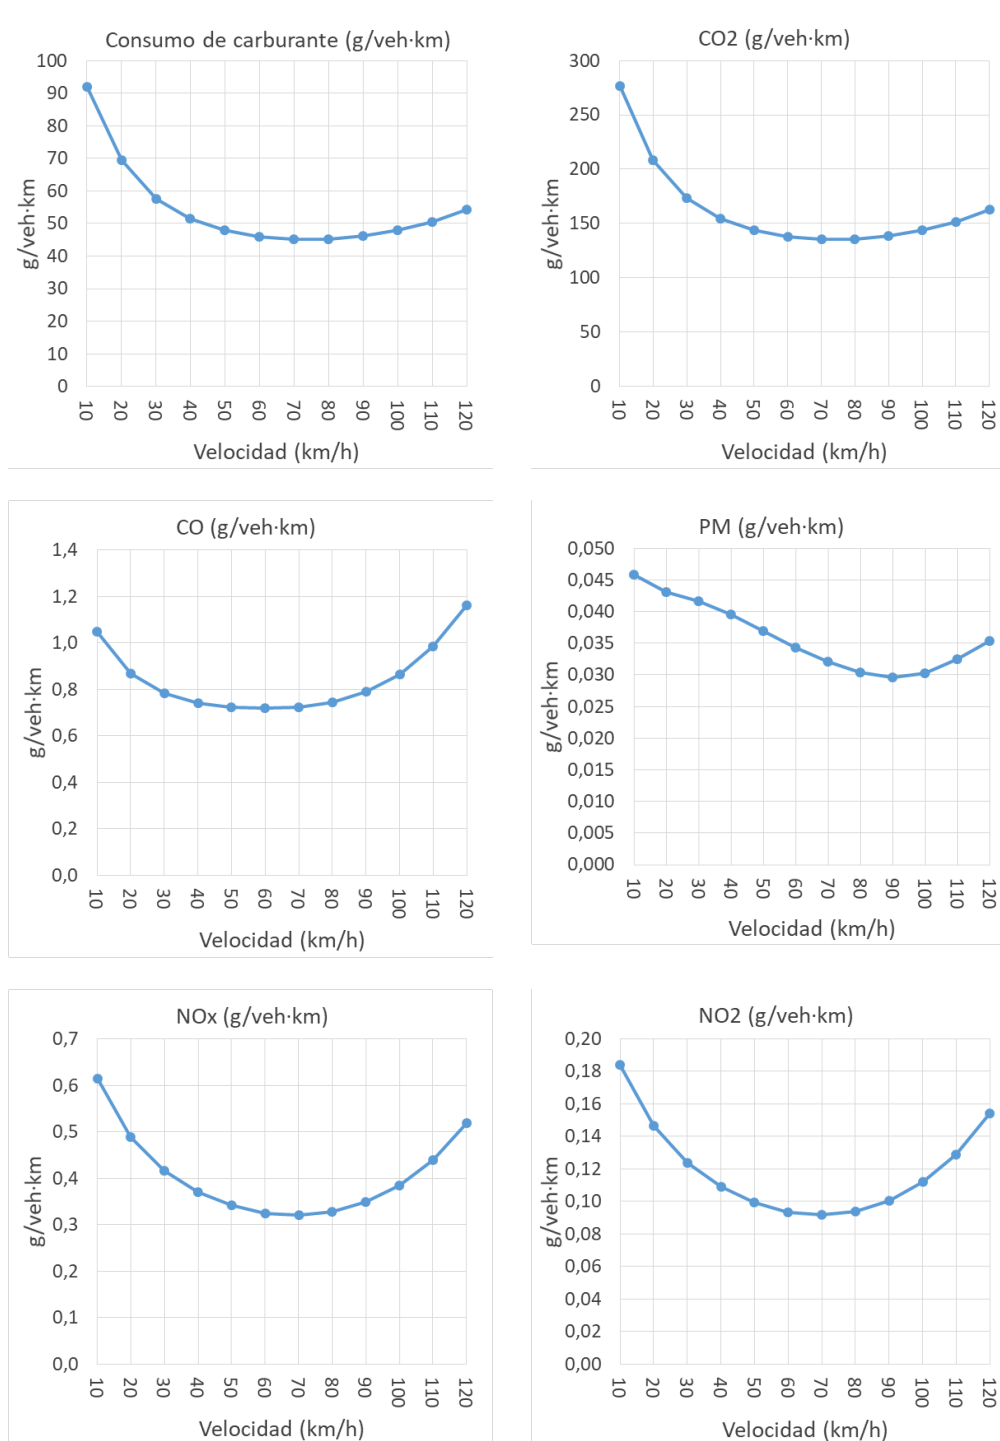 Consumo de carburante (g/veh·km)
100
90
80
70
60
50
40
30
20
10
0
g/veh·km
10 20 30 40 50 60 70 80 90 100 110 120
Velocidad (km/h)
CO2 (g/veh·km)
300
250
200
150
100
50
0
g/veh·km
10 20 30 40 50 60 70 80 90 100 110 120
Velocidad (km/h)
CO (g/veh·km)
1,4
1,2
1,0
0,8
0,6
0,4
0,2
0,0
g/veh·km
10 20 30 40 50 60 70 80 90 100 110 120
Velocidad (km/h)
PM (g/veh·km)
0,050
0,045
0,040
0,035
0,030
0,025
0,020
0,015
0,010
0,005
0,000
g/veh·km
10 20 30 40 50 60 70 80 90 100 110 120
Velocidad (km/h)
NOx (g/veh·km)
0,7
0,6
0,5
0,4
0,3
0,2
0,1
0,0
g/veh·km
10 20 30 40 50 60 70 80 90 100 110 120
Velocidad (km/h)
NO2 (g/veh·km)
0,20
0,18
0,16
0,14
0,12
0,10
0,08
0,06
0,04
0,02
0,00
g/veh·km
10 20 30 40 50 60 70 80 90 100 110 120
Velocidad (km/h)